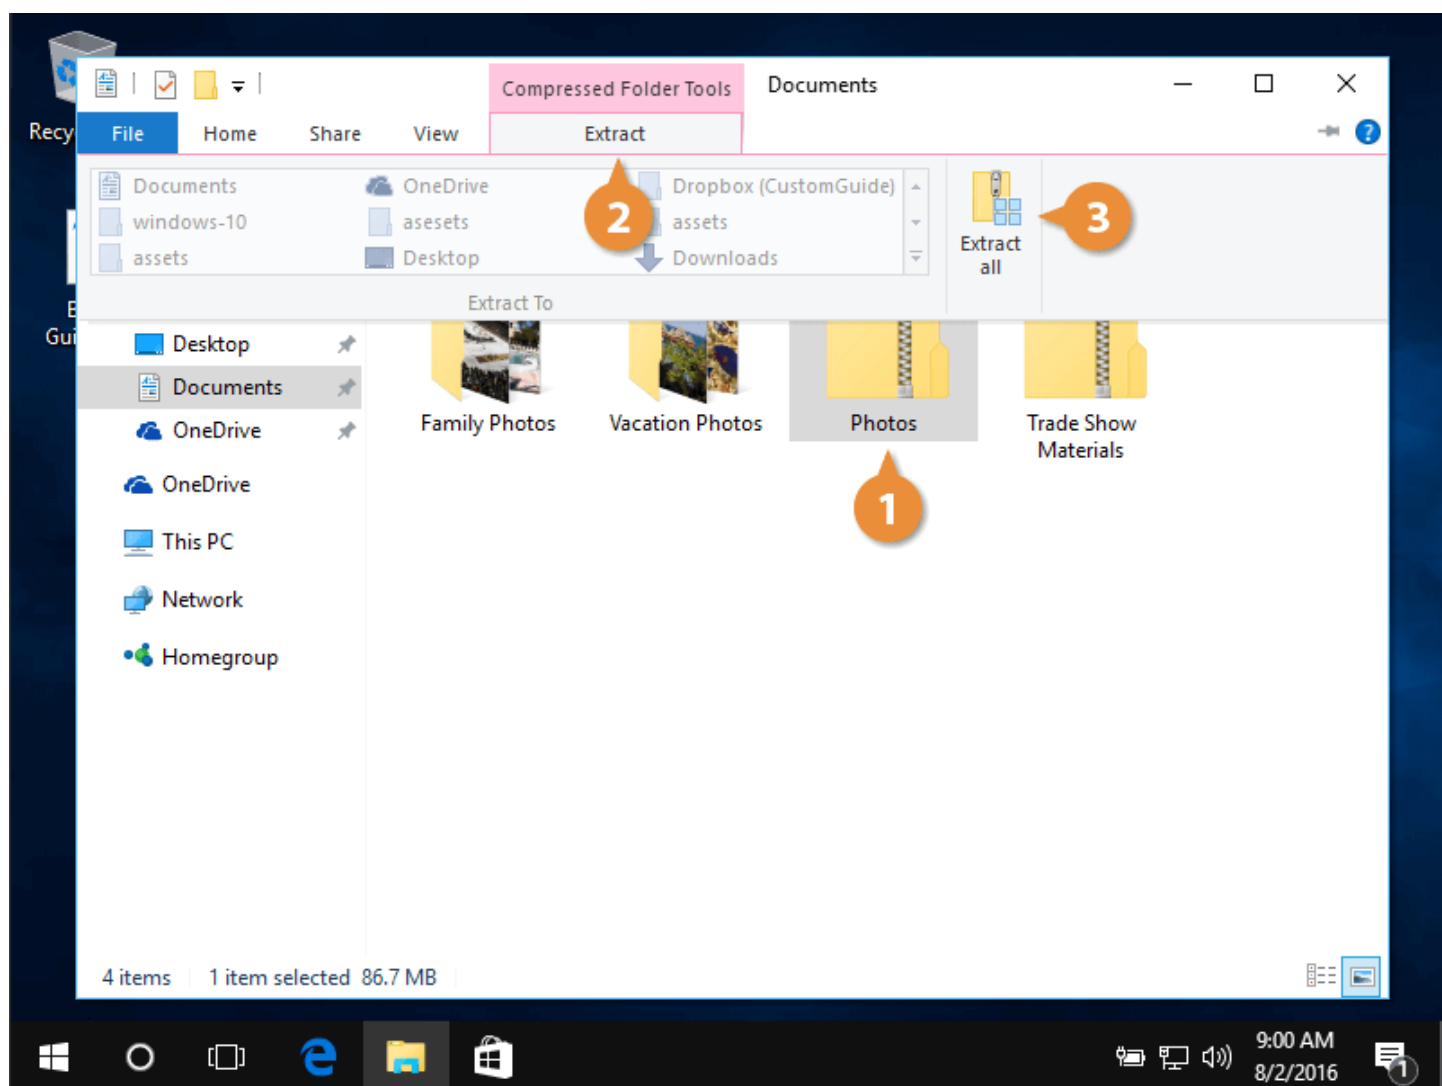 Compressed Folder Tools
Documents
File
Home
Share
View
Extract
?
Documents
OneDrive
Dropbox (CustomGuide)
windows-10
asesets
assets
assets
Desktop
Downloads
Extract To
Extract
all
2
3
Recy
Gui
Desktop
Documents
OneDrive
OneDrive
This PC
Network
Homegroup
Family Photos
Vacation Photos
Photos
Trade Show
Materials
1
4 items
1 item selected 86.7 MB
9:00 AM
8/2/2016
1